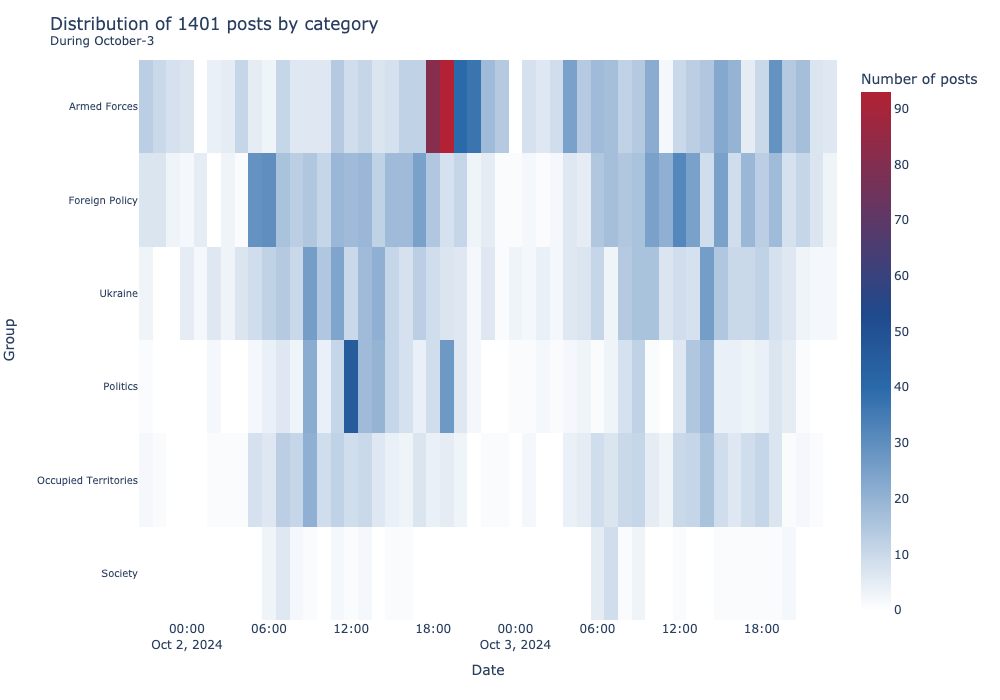 Distribution of 1401 posts by category
During October-3
Number of posts
Armed Forces
Foreign Policy
Ukraine
Politics
Occupied Territories
Society
Group
90
80
70
60
50
40
30
20
10
0
00:00 06:00 12:00 18:00 00:00 06:00 12:00 18:00
Oct 2, 2024 Oct 3, 2024
Date